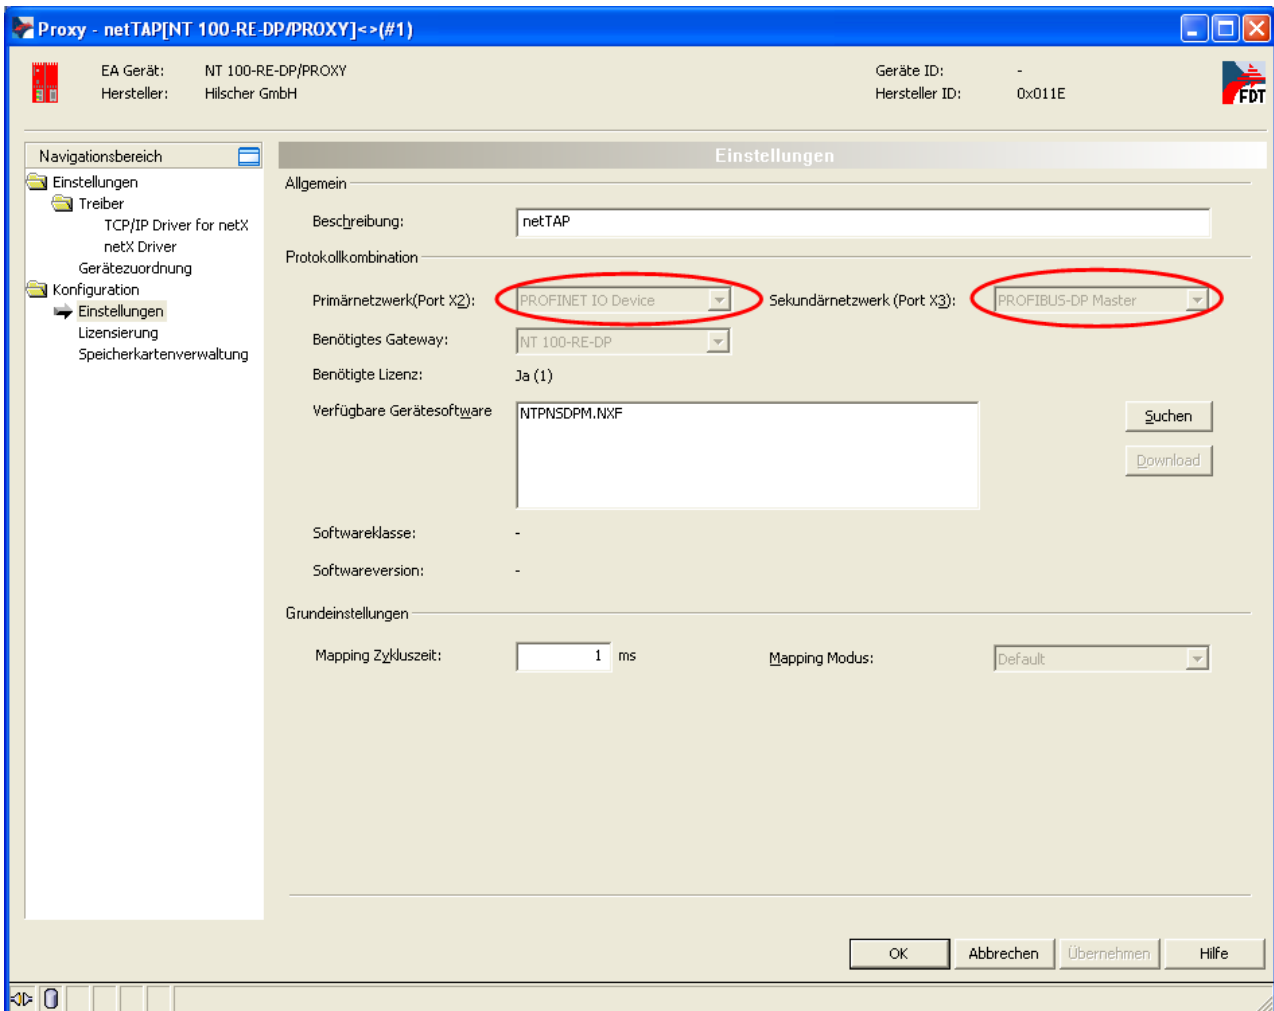 Proxy - netTAP[NT 100-RE-DP/PROXY]<>(#1)
EA Gerät: NT 100-RE-DP/PROXY Geräte ID: -
Hersteller: Hilscher GmbH Hersteller ID: 0x011E
FDT
Navigationsbereich
Einstellungen
Treiber
TCP/IP Driver for netX
netX Driver
Gerätezuordnung
Konfiguration
Einstellungen
Lizensierung
Speicherkartenverwaltung
Einstellungen
Allgemein
Beschreibung: netTAP
Protokollkombination
Primärnetzwerk(Port X2): PROFINET IO Device Sekundärnetzwerk (Port X3): PROFIBUS-DP Master
Benötigtes Gateway: NT 100-RE-DP
Benötigte Lizenz: Ja (1)
Verfügbare Gerätesoftware NTPNSDPM.NXF Suchen
Download
Softwareklasse: -
Softwareversion: -
Grundeinstellungen
Mapping Zykluszeit: 1 ms Mapping Modus: Default
OK Abbrechen Übernehmen Hilfe